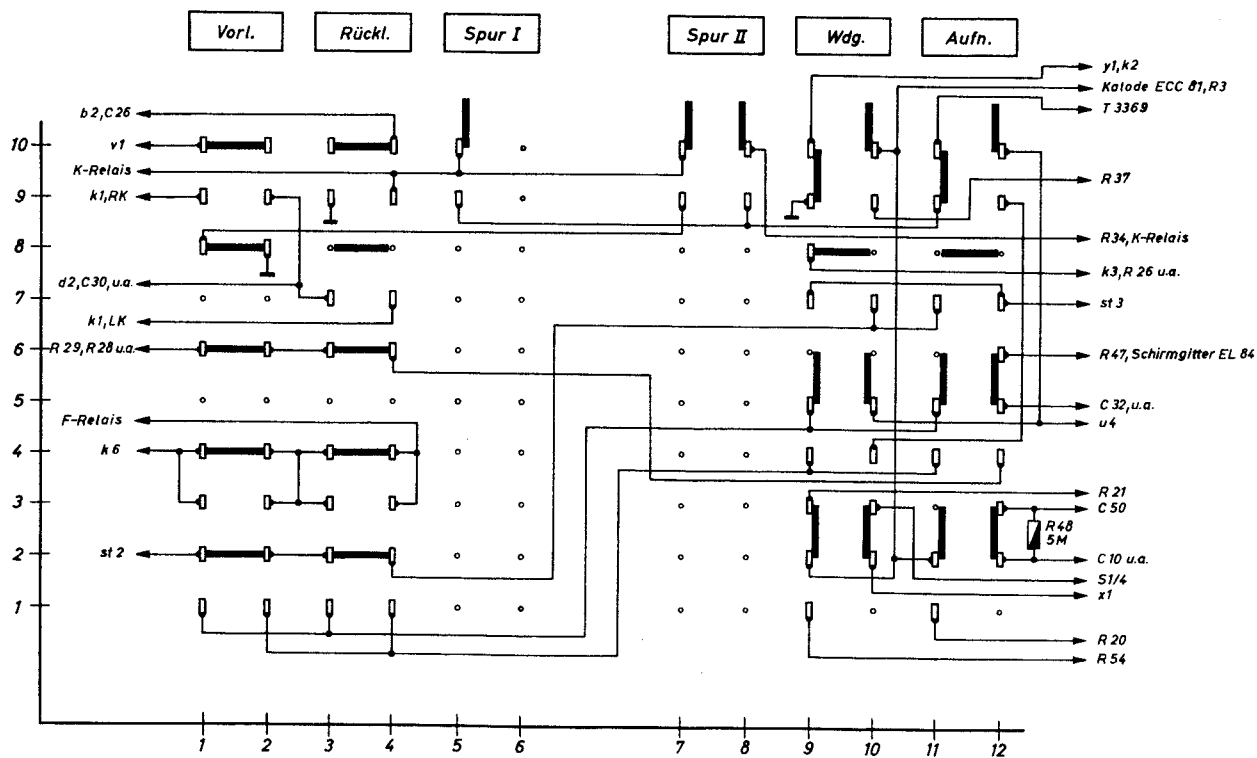 Vorl. Rückl. Spur I Spur II Wdg. Aufn.
y1, k2
Katode ECC 81, R3
b2, C26
T 3369
10 v1
K-Relais
R 37
9 k1, RK
R34, K-Relais
8
k3, R 26 u.a.
d2, C30, u.a.
7 st 3
k1, LK
6 R 29, R 28 u.a.
R47, Schirmgitter EL 84
5 C 32, u.a.
F-Relais
u4
4 k 6
R 21
3 C 50
R 48
5 M
2 st 2
C 10 u.a.
S1/4
x1
1
R 20
R 54
1 2 3 4 5 6 7 8 9 10 11 12